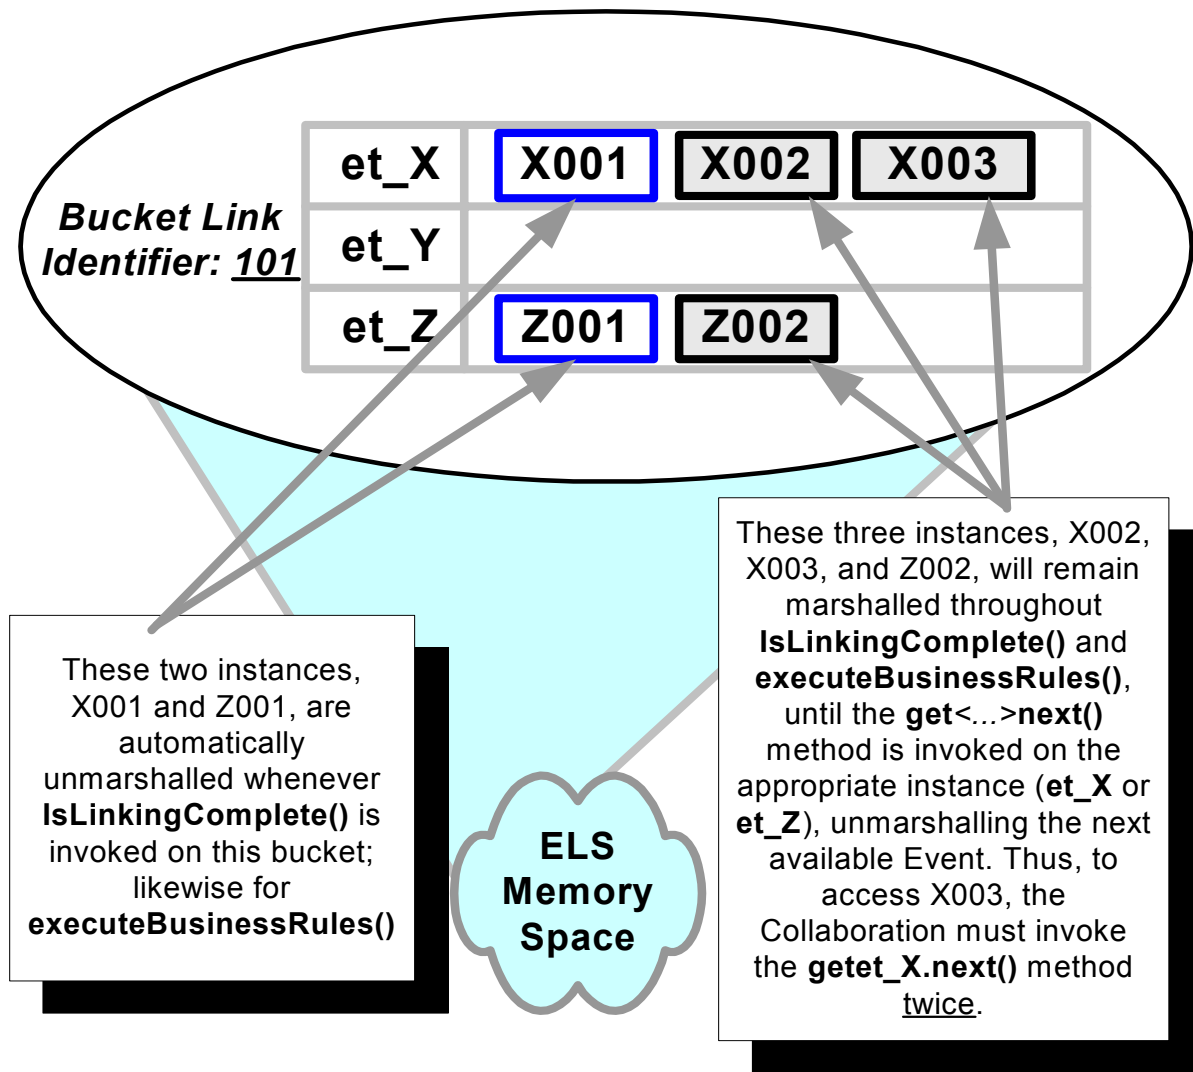 et_X X001 X002 X003
Bucket Link
Identifier: 101
et_Y
et_Z Z001 Z002
These two instances,
X001 and Z001, are
automatically
unmarshalled whenever
IsLinkingComplete() is
invoked on this bucket;
likewise for
executeBusinessRules()
ELS
Memory
Space
These three instances, X002,
X003, and Z002, will remain
marshalled throughout
IsLinkingComplete() and
executeBusinessRules(),
until the get<...>next()
method is invoked on the
appropriate instance (et_X or
et_Z), unmarshalling the next
available Event. Thus, to
access X003, the
Collaboration must invoke
the getet_X.next() method
twice.